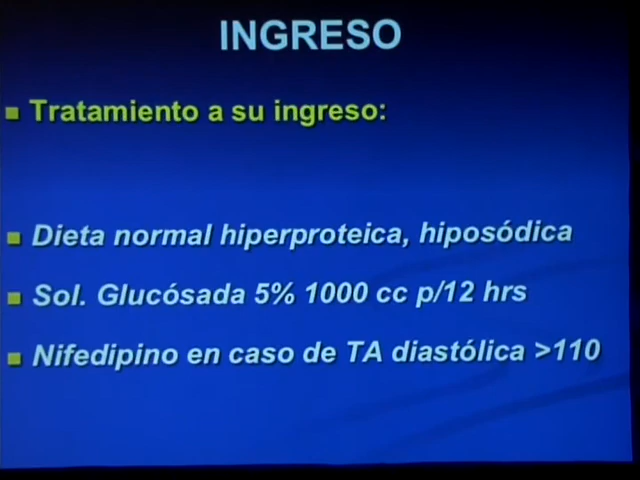 INGRESO
Tratamiento a su ingreso:
Dieta normal hiperproteica, hiposódica
Sol. Glucósada 5% 1000 cc p/12 hrs
Nifedipino en caso de TA diastólica >110